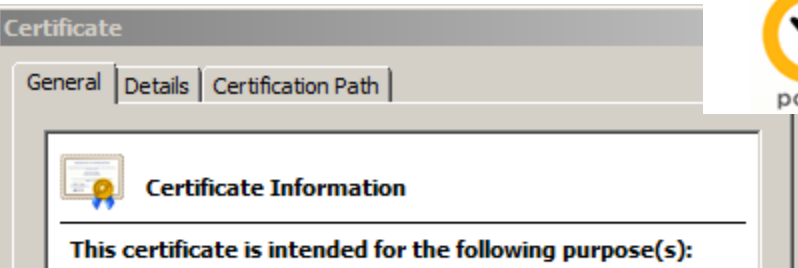 Certificate
General Details Certification Path
Certificate Information
This certificate is intended for the following purpose(s):